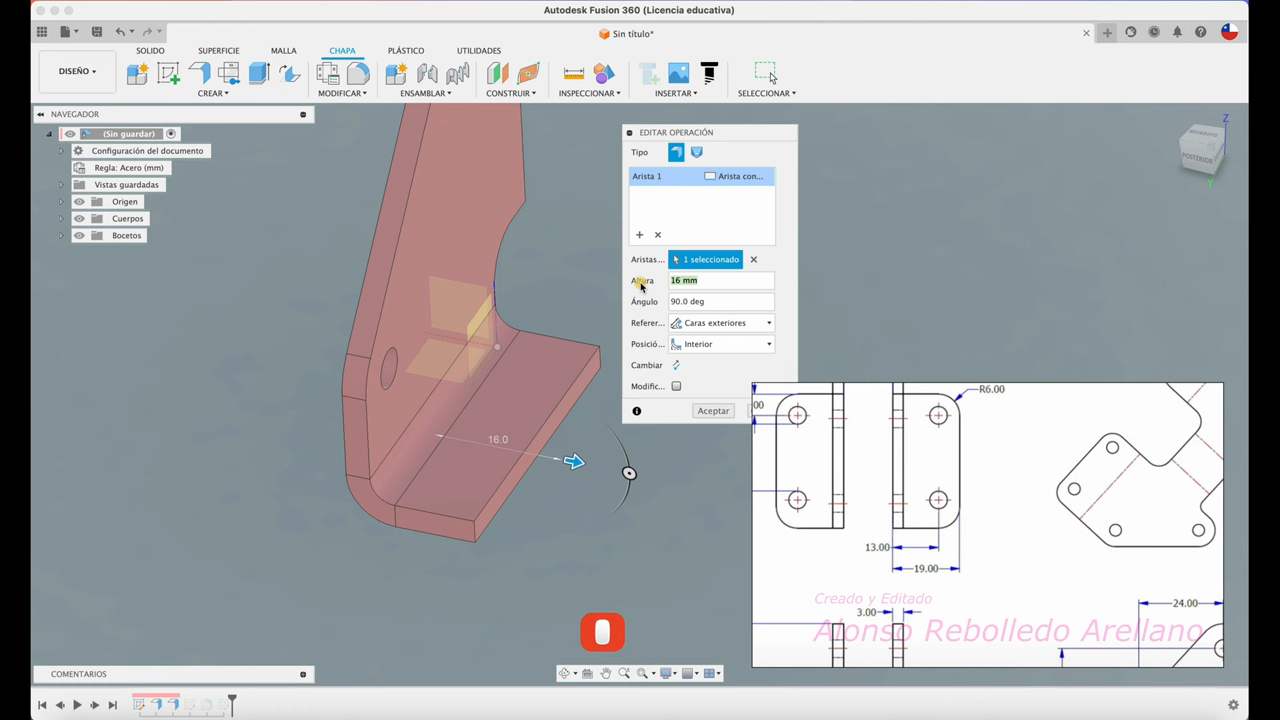 Autodesk Fusion 360 (Licencia educativa)
Sin título*
SOLIDO SUPERFICIE MALLA CHAPA PLÁSTICO UTILIDADES
DISEÑO
CREAR MODIFICAR ENSAMBLAR CONSTRUIR INSPECCIONAR INSERTAR SELECCIONAR
NAVEGADOR
(Sin guardar)
Configuración del documento
Regla: Acero (mm)
Vistas guardadas
Origen
Cuerpos
Bocetos
EDITAR OPERACIÓN
Tipo
Arista 1 Arista con...
Aristas... 1 seleccionado
Altura 16 mm
Ángulo 90.0 deg
Referer... Caras exteriores
Posició... Interior
Cambiar
Modific...
Aceptar
16.0
Z
POSTERIOR
Y
R6.00
00
13.00
19.00
3.00
24.00
Creado y Editado
Alonso Rebolledo Arellano
COMENTARIOS